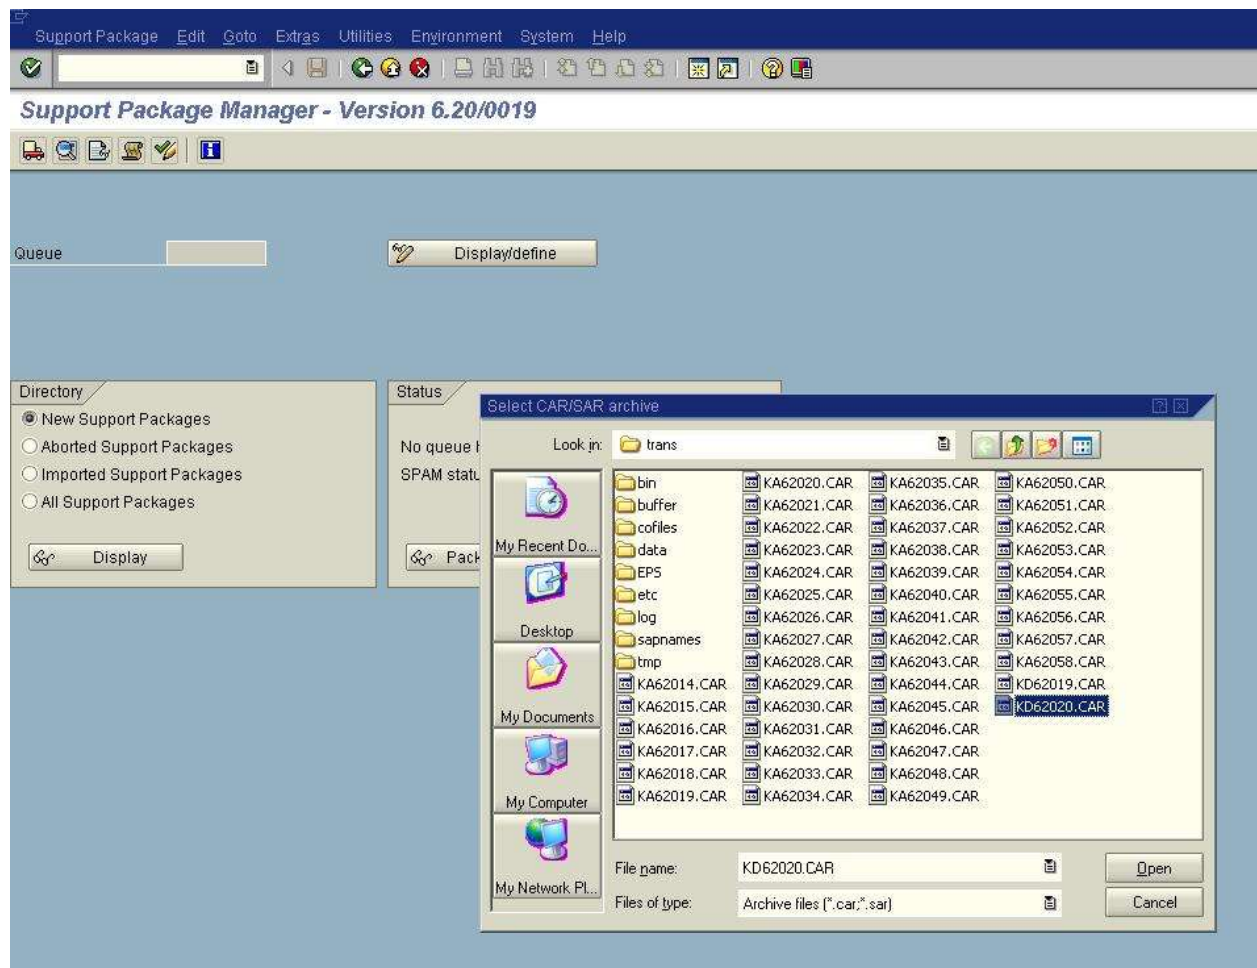 Support Package Edit Goto Extras Utilities Environment System Help
Support Package Manager - Version 6.20/0019
Queue
Display/define
Directory
New Support Packages
Aborted Support Packages
Imported Support Packages
All Support Packages
Display
Status
No queue
SPAM statu
Pack
Select CAR/SAR archive
Look in: trans
My Recent Do...
Desktop
My Documents
My Computer
My Network Pl...
bin KA62020.CAR KA62035.CAR KA62050.CAR
buffer KA62021.CAR KA62036.CAR KA62051.CAR
cofiles KA62022.CAR KA62037.CAR KA62052.CAR
data KA62023.CAR KA62038.CAR KA62053.CAR
EPS KA62024.CAR KA62039.CAR KA62054.CAR
etc KA62025.CAR KA62040.CAR KA62055.CAR
log KA62026.CAR KA62041.CAR KA62056.CAR
sapnames KA62027.CAR KA62042.CAR KA62057.CAR
tmp KA62028.CAR KA62043.CAR KA62058.CAR
KA62014.CAR KA62029.CAR KA62044.CAR KD62019.CAR
KA62015.CAR KA62030.CAR KA62045.CAR KD62020.CAR
KA62016.CAR KA62031.CAR KA62046.CAR
KA62017.CAR KA62032.CAR KA62047.CAR
KA62018.CAR KA62033.CAR KA62048.CAR
KA62019.CAR KA62034.CAR KA62049.CAR
File name: KD62020.CAR Open
Files of type: Archive files (*.car;*.sar) Cancel